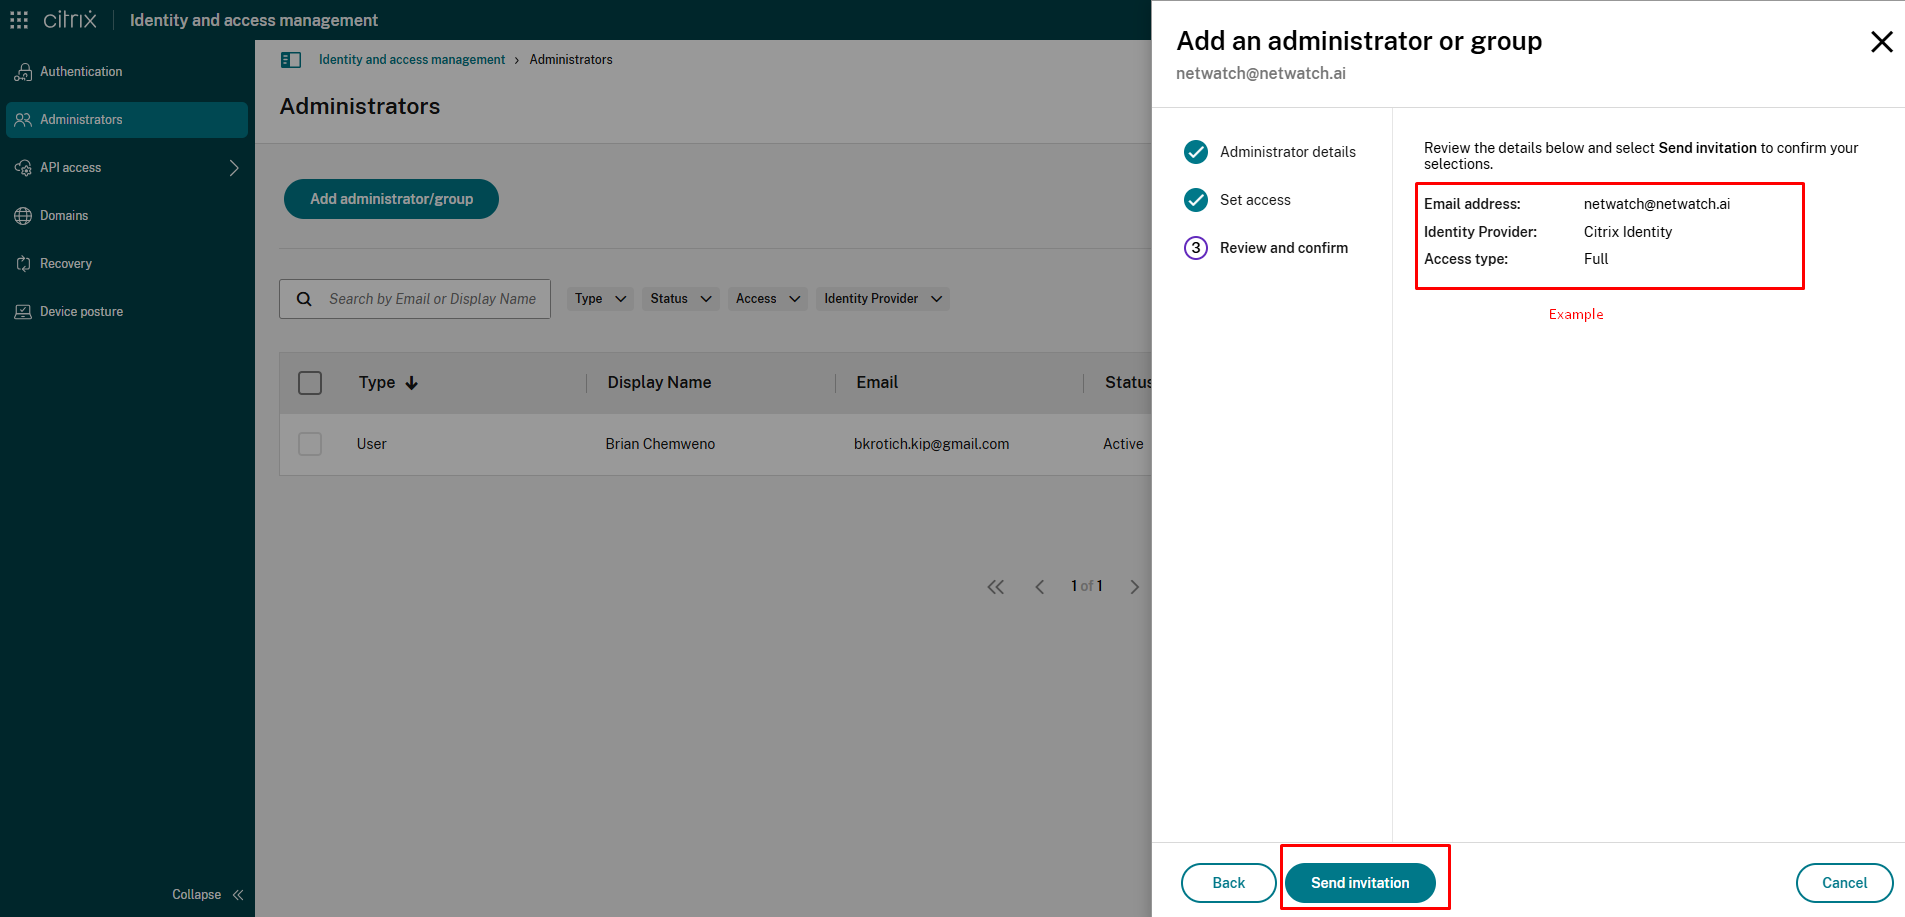 citrix
Identity and access management
Authentication
Administrators
API access
Domains
Recovery
Device posture
Collapse
Identity and access management > Administrators
Administrators
Add administrator/group
Search by Email or Display Name
Type
Status
Access
Identity Provider
Type
Display Name
Email
Status
User
Brian Chemweno
bkrotich.kip@gmail.com
Active
1 of 1
Add an administrator or group
netwatch@netwatch.ai
Administrator details
Set access
3 Review and confirm
Review the details below and select Send invitation to confirm your
selections.
Email address: netwatch@netwatch.ai
Identity Provider: Citrix Identity
Access type: Full
Example
Back
Send invitation
Cancel